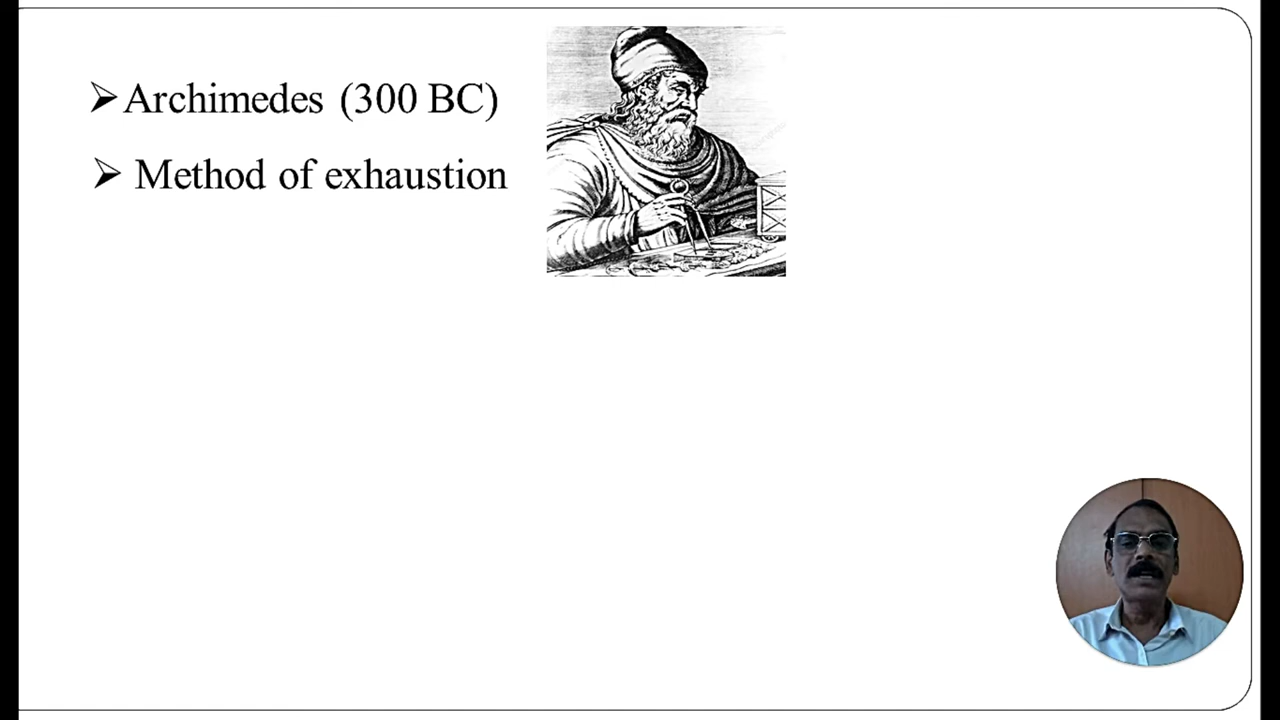 ➢Archimedes (300 BC)
➢ Method of exhaustion